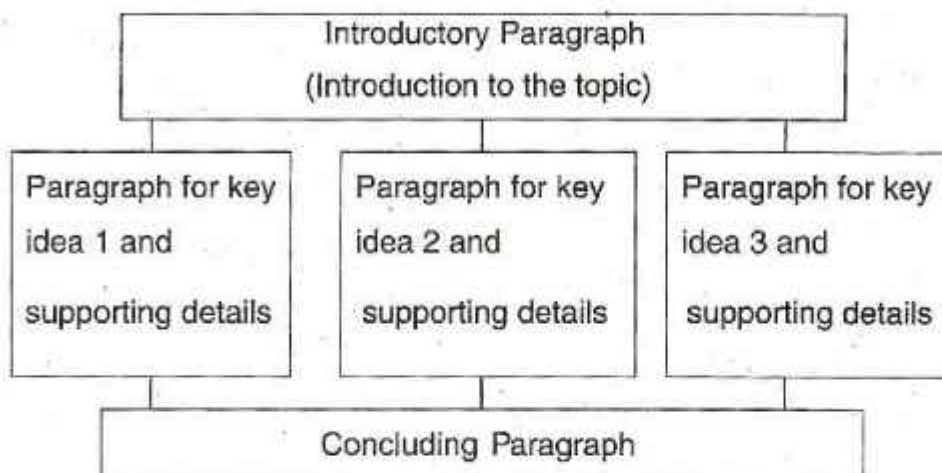 Introductory Paragraph
(Introduction to the topic)
Paragraph for key
idea 1 and
supporting details
Paragraph for key
idea 2 and
supporting details
Paragraph for key
idea 3 and
supporting details
Concluding Paragraph